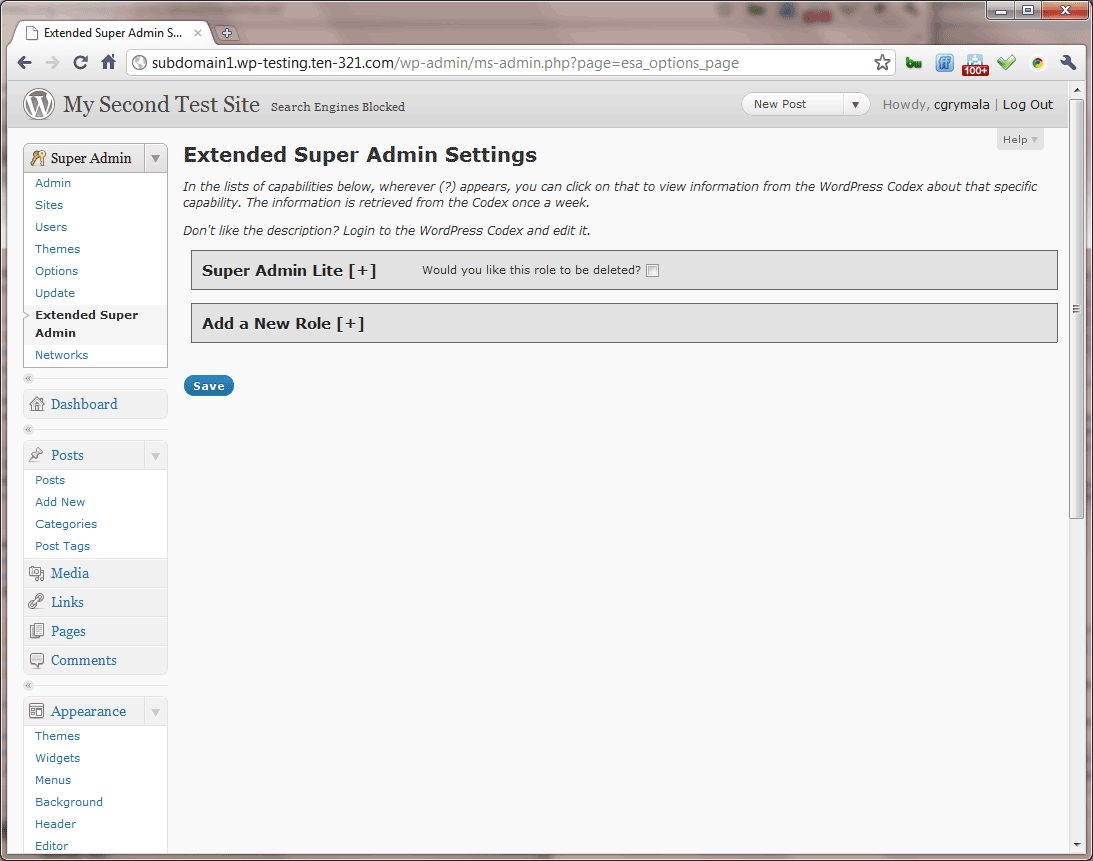 Extended Super Admin S...
subdomain1.wp-testing.ten-321.com/wp-admin/ms-admin.php?page=esa_options_page
bw
100+
My Second Test Site Search Engines Blocked
New Post
Howdy, cgrymala | Log Out
Help
Super Admin
Admin
Sites
Users
Themes
Options
Update
Extended Super
Admin
Networks
Dashboard
Posts
Posts
Add New
Categories
Post Tags
Media
Links
Pages
Comments
Appearance
Themes
Widgets
Menus
Background
Header
Editor
Extended Super Admin Settings
In the lists of capabilities below, wherever (?) appears, you can click on that to view information from the WordPress Codex about that specific
capability. The information is retrieved from the Codex once a week.
Don't like the description? Login to the WordPress Codex and edit it.
Super Admin Lite [+] Would you like this role to be deleted?
Add a New Role [+]
Save